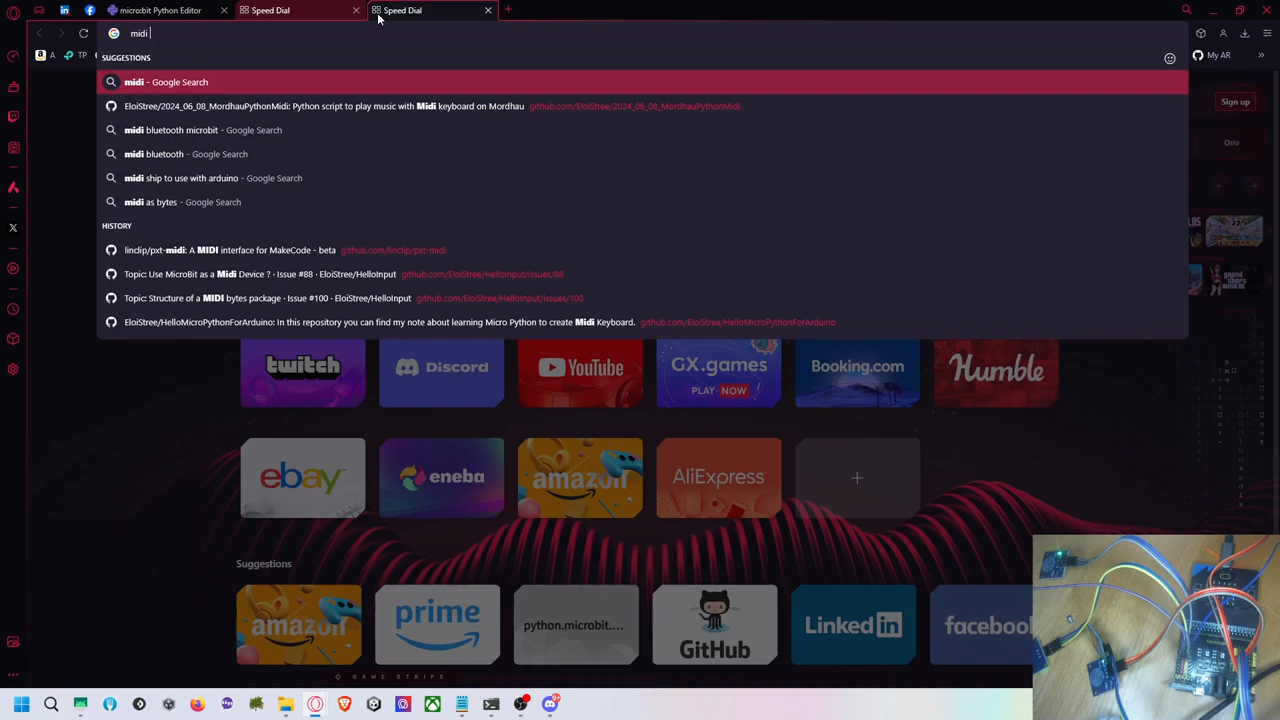 micro:bit Python Editor
Speed Dial
Speed Dial
midi
A
TP
My AR
SUGGESTIONS
midi - Google Search
EloiStree/2024_06_08_MordhauPythonMidi: Python script to play music with Midi keyboard on Mordhau github.com/EloiStree/2024_06_08_MordhauPythonMidi
midi bluetooth microbit - Google Search
midi bluetooth - Google Search
midi ship to use with arduino - Google Search
midi as bytes - Google Search
HISTORY
linclip/pxt-midi: A MIDI interface for MakeCode - beta github.com/linclip/pxt-midi
Topic: Use MicroBit as a Midi Device ? · Issue #88 · EloiStree/HelloInput github.com/EloiStree/HelloInput/issues/88
Topic: Structure of a MIDI bytes package · Issue #100 · EloiStree/HelloInput github.com/EloiStree/HelloInput/issues/100
EloiStree/HelloMicroPythonForArduino: In this repository you can find my note about learning Micro Python to create Midi Keyboard. github.com/EloiStree/HelloMicroPythonForArduino
Sign up
Oslo
twitch
Discord
YouTube
GX.games
PLAY NOW
Booking.com
Humble
ebay
eneba
amazon
AliExpress
Suggestions
amazon
prime
python.microbit....
GitHub
LinkedIn
facebook
GAME STRIPS